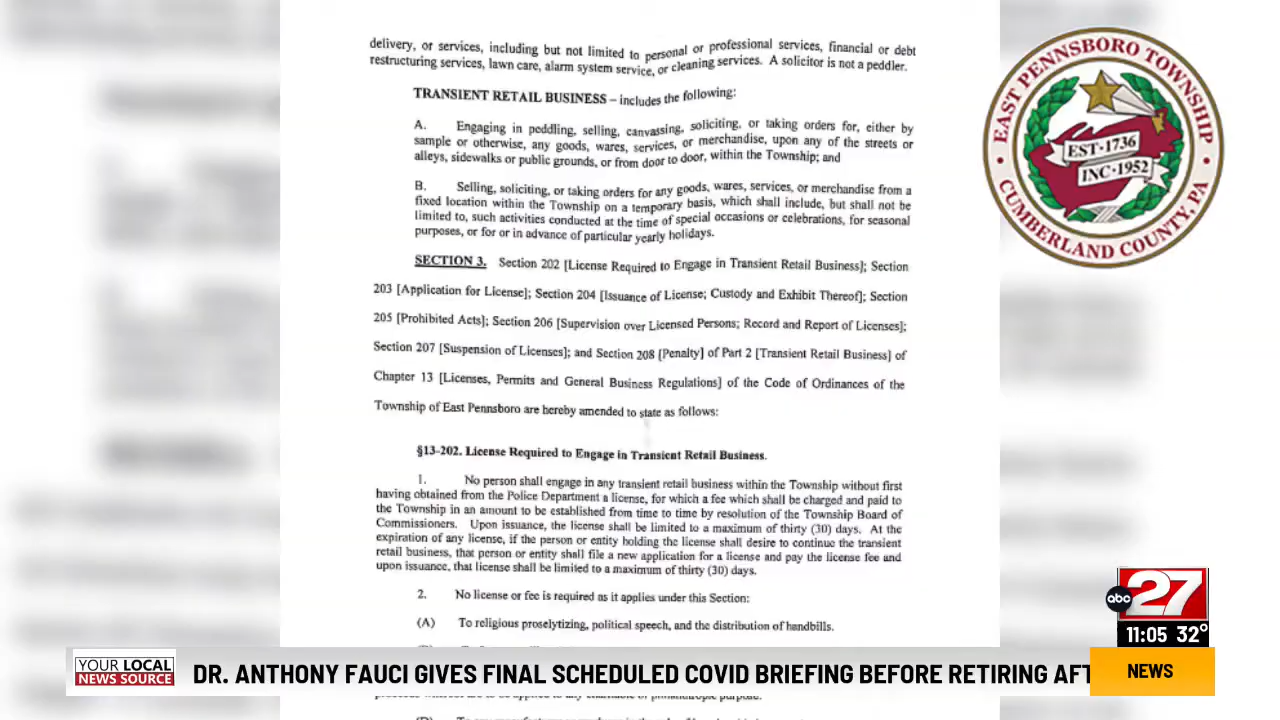 delivery, or services, including but not limited to personal or professional services, financial or debt
restructuring services, lawn care, alarm system service, or cleaning services. A solicitor is not a peddler.
TRANSIENT RETAIL BUSINESS – includes the following:
A. Engaging in peddling, selling, canvassing, soliciting, or taking orders for, either by
sample or otherwise, any goods, wares, services, or merchandise, upon any of the streets or
alleys, sidewalks or public grounds, or from door to door, within the Township; and
B. Selling, soliciting, or taking orders for any goods, wares, services, or merchandise from a
fixed location within the Township on a temporary basis, which shall include, but shall not be
limited to, such activities conducted at the time of special occasions or celebrations, for seasonal
purposes, or for or in advance of particular yearly holidays.
SECTION 3. Section 202 [License Required to Engage in Transient Retail Business]; Section
203 [Application for License]; Section 204 [Issuance of License; Custody and Exhibit Thereof]; Section
205 [Prohibited Acts]; Section 206 [Supervision over Licensed Persons; Record and Report of Licenses];
Section 207 [Suspension of Licenses]; and Section 208 [Penalty] of Part 2 [Transient Retail Business] of
Chapter 13 [Licenses, Permits and General Business Regulations] of the Code of Ordinances of the
Township of East Pennsboro are hereby amended to state as follows:
§13-202. License Required to Engage in Transient Retail Business.
1. No person shall engage in any transient retail business within the Township without first
having obtained from the Police Department a license, for which a fee which shall be charged and paid to
the Township in an amount to be established from time to time by resolution of the Township Board of
Commissioners. Upon issuance, the license shall be limited to a maximum of thirty (30) days. At the
expiration of any license, if the person or entity holding the license shall desire to continue the transient
retail business, that person or entity shall file a new application for a license and pay the license fee and
upon issuance, that license shall be limited to a maximum of thirty (30) days.
2. No license or fee is required as it applies under this Section:
(A) To religious proselytizing, political speech, and the distribution of handbills.
EAST PENNSBORO TOWNSHIP
EST·1736
INC·1952
CUMBERLAND COUNTY, PA
abc 27
11:05 32°
YOUR LOCAL
NEWS SOURCE
DR. ANTHONY FAUCI GIVES FINAL SCHEDULED COVID BRIEFING BEFORE RETIRING AFT
NEWS